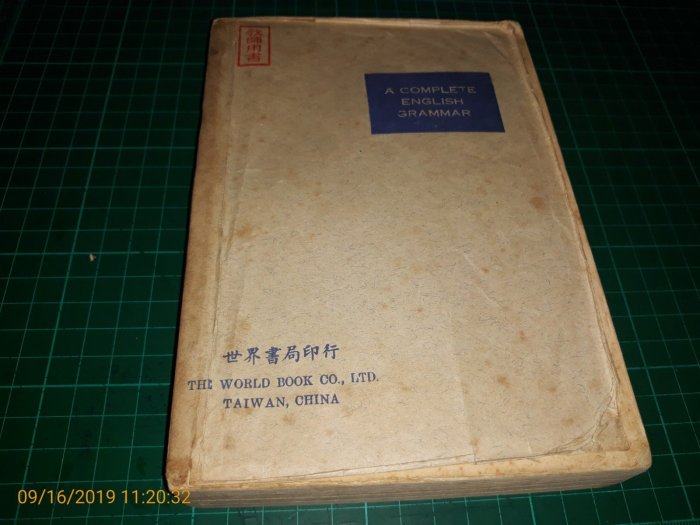 教師用書
A COMPLETE
ENGLISH
GRAMMAR
世界書局印行
THE WORLD BOOK CO., LTD.
TAIWAN, CHINA
09/16/2019 11:20:32